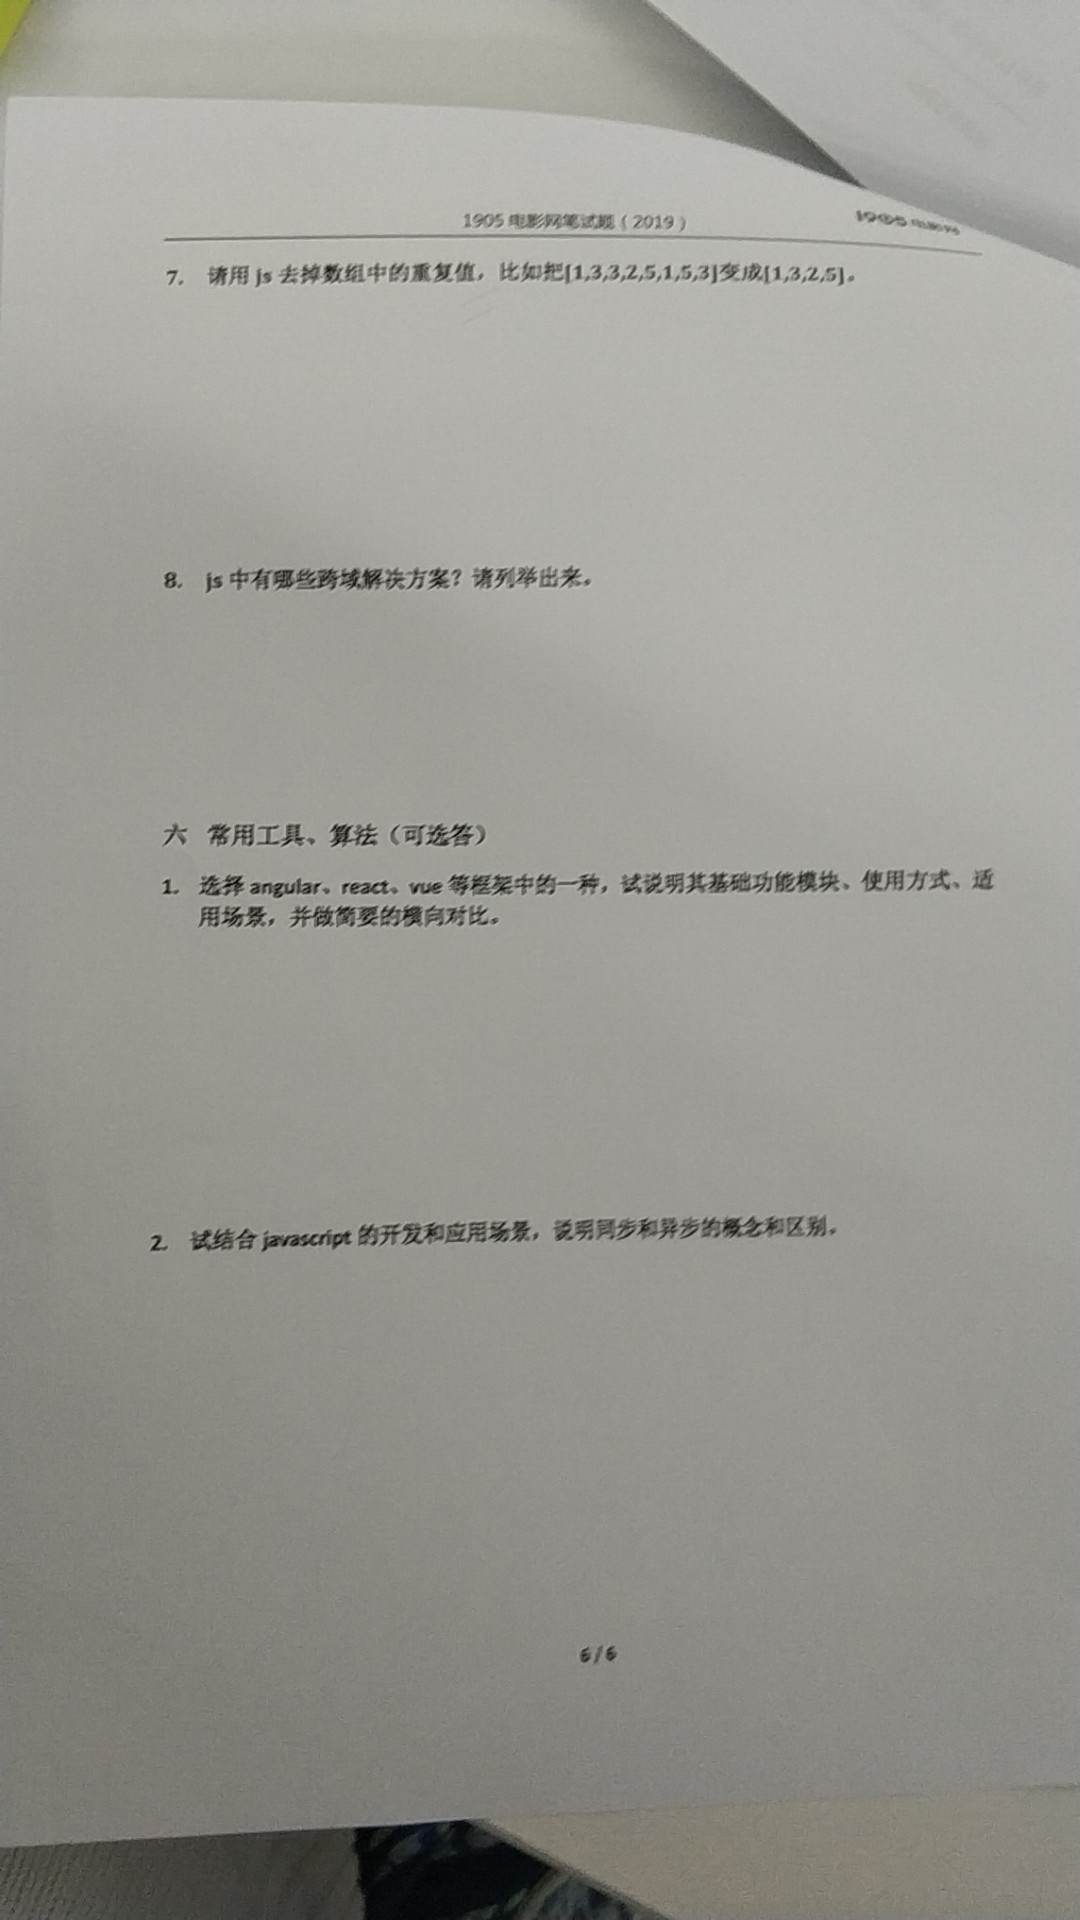 1905 电影网笔试题（2019）
1905 电影网
7. 请用 js 去掉数组中的重复值，比如把[1,3,3,2,5,1,5,3]变成[1,3,2,5]。
8. js 中有哪些跨域解决方案？请列举出来。
六 常用工具、算法（可选答）
1. 选择 angular、react、vue 等框架中的一种，试说明其基础功能模块、使用方式、适
用场景，并做简要的横向对比。
2. 试结合 javascript 的开发和应用场景，说明同步和异步的概念和区别。
6 / 6